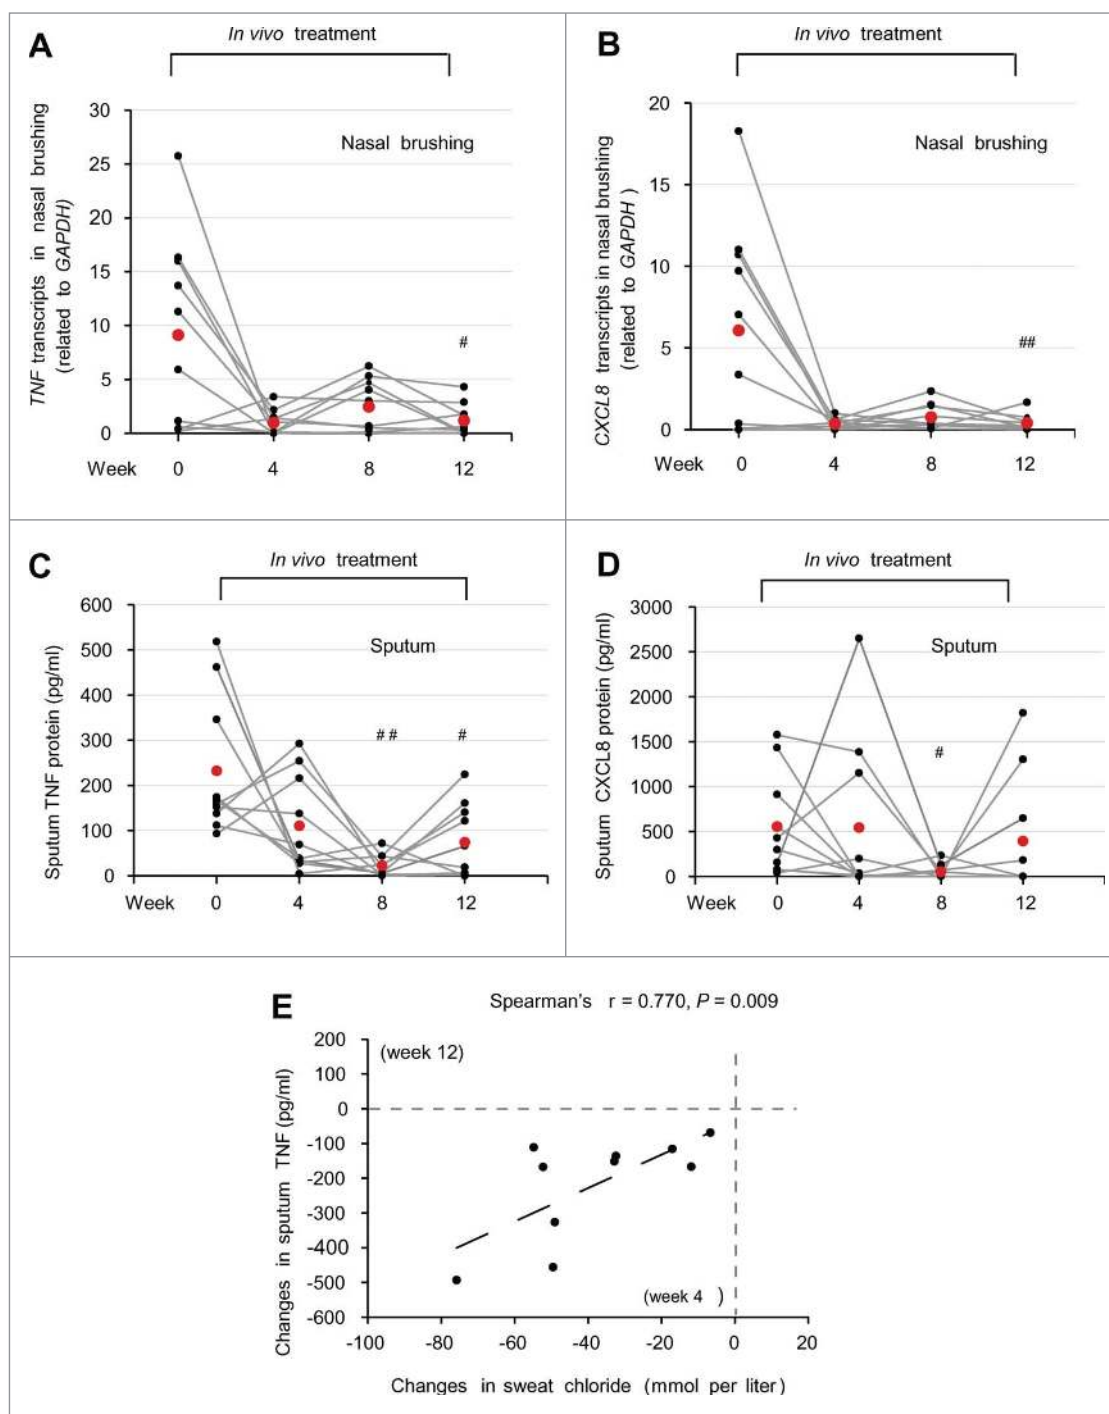 A
In vivo treatment
TNF transcripts in nasal brushing
(related to GAPDH)
Nasal brushing
30
25
20
15
10
5
0
#
Week 0 4 8 12
B
In vivo treatment
CXCL8 transcripts in nasal brushing
(related to GAPDH )
Nasal brushing
20
15
10
5
0
##
Week 0 4 8 12
C
In vivo treatment
Sputum TNF protein (pg/ml)
Sputum
600
500
400
300
200
100
0
# #
#
Week 0 4 8 12
D
In vivo treatment
Sputum CXCL8 protein (pg/ml)
Sputum
3000
2500
2000
1500
1000
500
0
#
Week 0 4 8 12
E
Spearman's r = 0.770, P = 0.009
Changes in sputum TNF (pg/ml)
(week 12)
200
100
0
-100
-200
-300
-400
-500
-600
(week 4 )
-100 -80 -60 -40 -20 0 20
Changes in sweat chloride (mmol per liter)